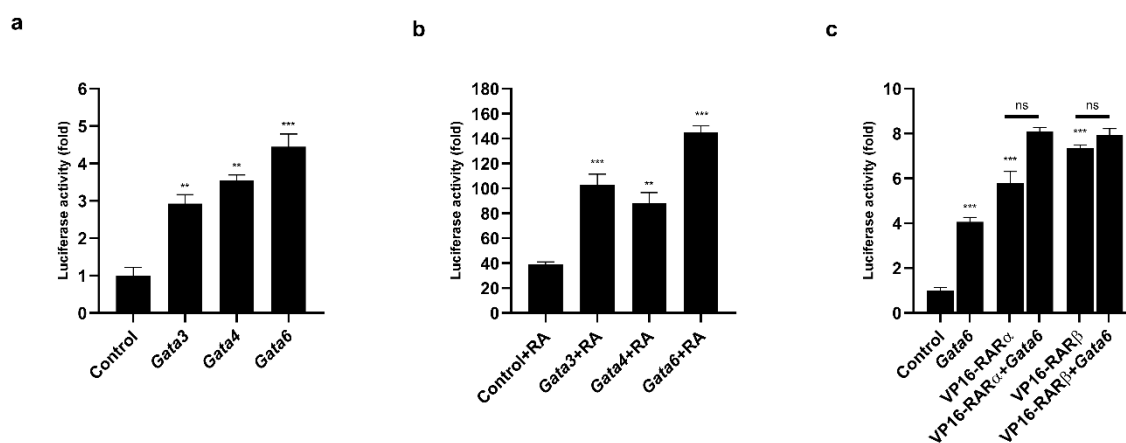 a
b
c
Luciferase activity (fold)
6
5
4
3
2
1
0
**
**
***
Control
Gata3
Gata4
Gata6
Luciferase activity (fold)
180
160
140
120
100
80
60
40
20
0
***
**
***
Control+RA
Gata3+RA
Gata4+RA
Gata6+RA
Luciferase activity (fold)
10
8
6
4
2
0
ns
ns
***
***
***
Control
Gata6
VP16-RARα
VP16-RARα+Gata6
VP16-RARβ
VP16-RARβ+Gata6